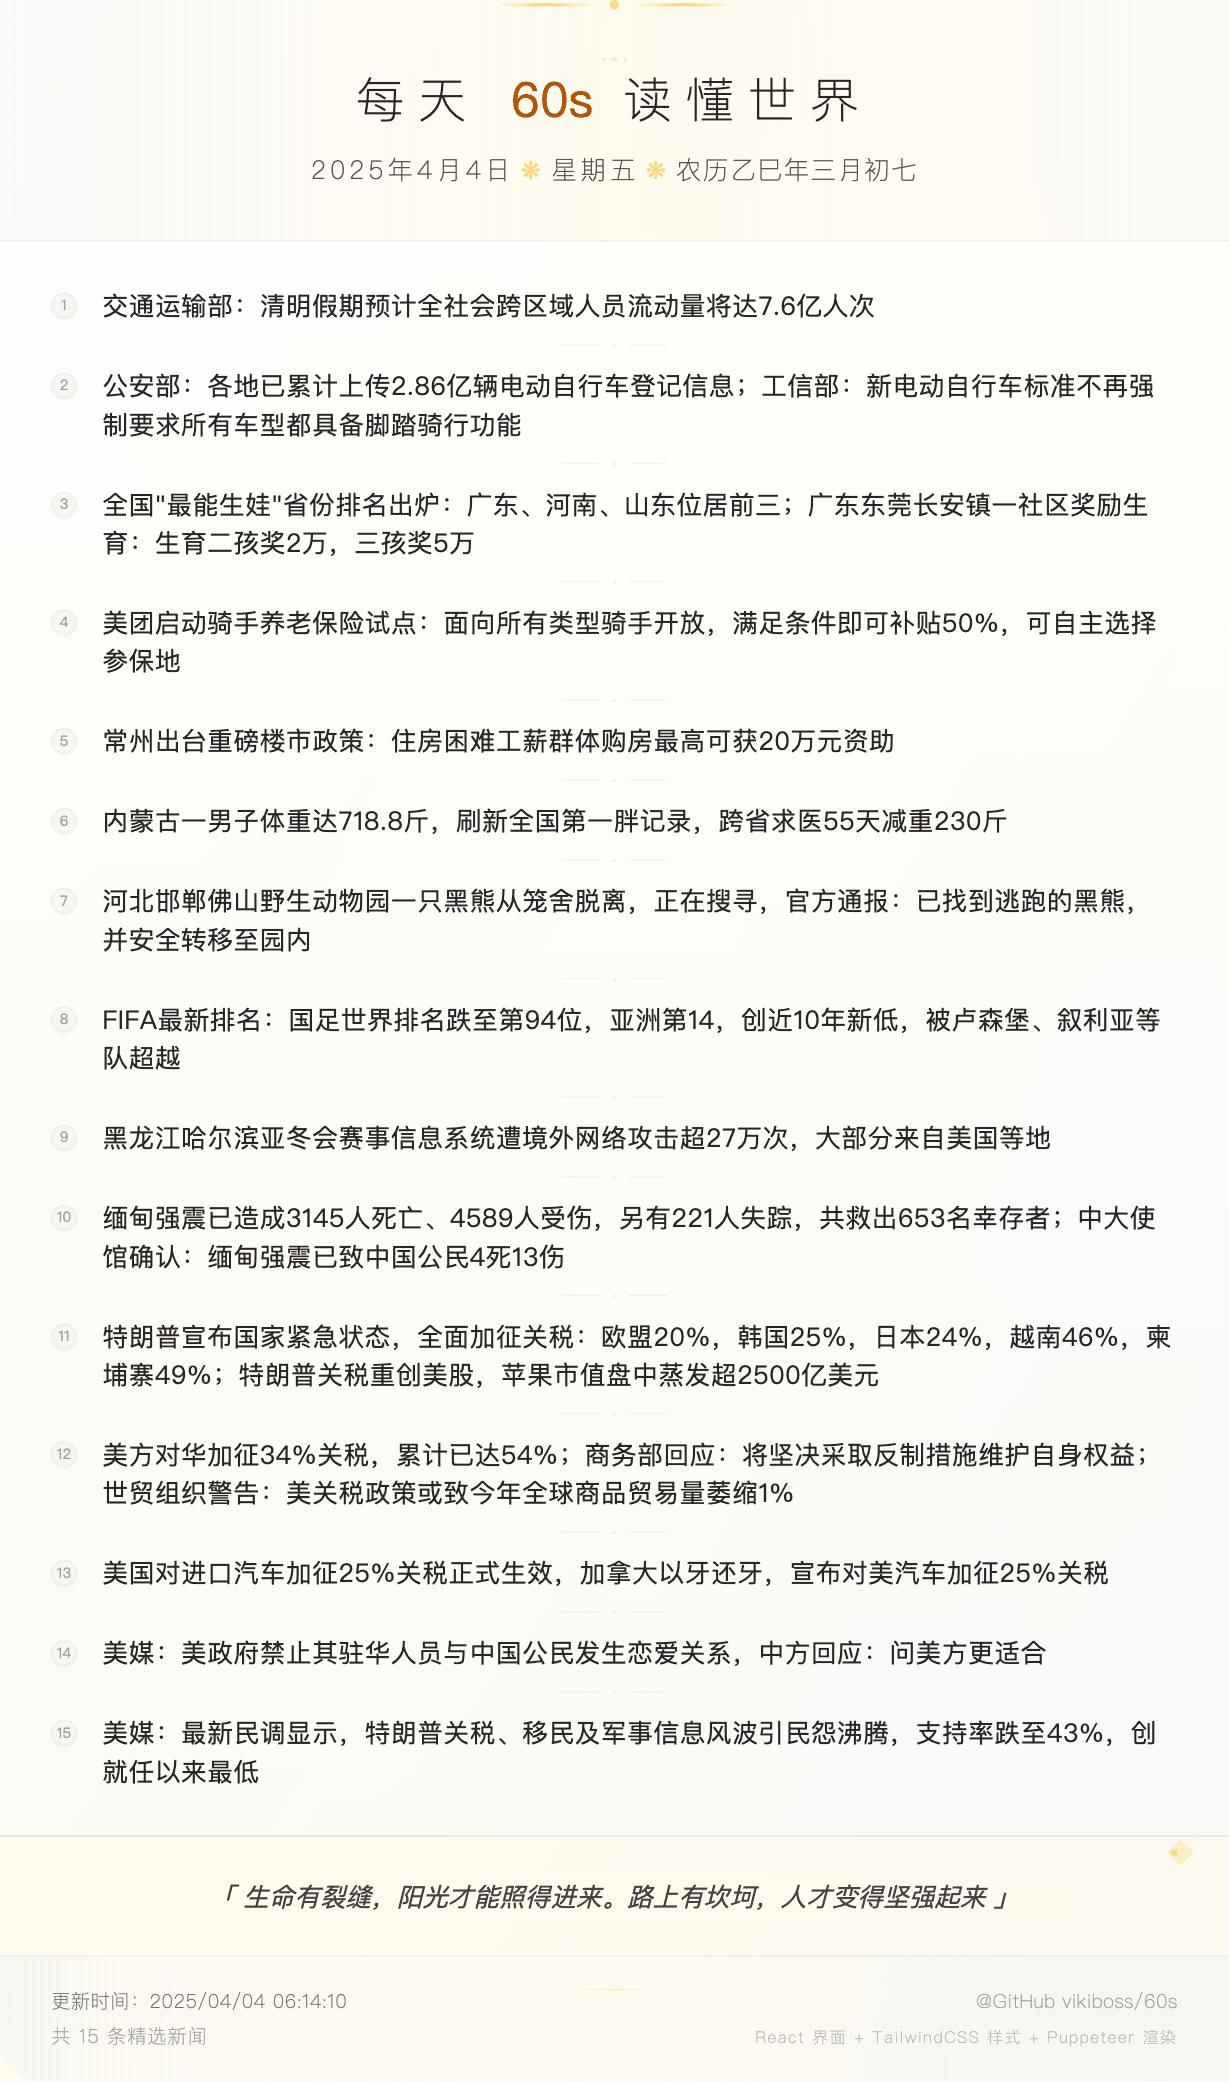 每天 60s 读懂世界
2025年4月4日 ❋ 星期五 ❋ 农历乙巳年三月初七
1 交通运输部：清明假期预计全社会跨区域人员流动量将达7.6亿人次
2 公安部：各地已累计上传2.86亿辆电动自行车登记信息；工信部：新电动自行车标准不再强
制要求所有车型都具备脚踏骑行功能
3 全国"最能生娃"省份排名出炉：广东、河南、山东位居前三；广东东莞长安镇一社区奖励生
育：生育二孩奖2万，三孩奖5万
4 美团启动骑手养老保险试点：面向所有类型骑手开放，满足条件即可补贴50%，可自主选择
参保地
5 常州出台重磅楼市政策：住房困难工薪群体购房最高可获20万元资助
6 内蒙古一男子体重达718.8斤，刷新全国第一胖记录，跨省求医55天减重230斤
7 河北邯郸佛山野生动物园一只黑熊从笼舍脱离，正在搜寻，官方通报：已找到逃跑的黑熊，
并安全转移至园内
8 FIFA最新排名：国足世界排名跌至第94位，亚洲第14，创近10年新低，被卢森堡、叙利亚等
队超越
9 黑龙江哈尔滨亚冬会赛事信息系统遭境外网络攻击超27万次，大部分来自美国等地
10 缅甸强震已造成3145人死亡、4589人受伤，另有221人失踪，共救出653名幸存者；中大使
馆确认：缅甸强震已致中国公民4死13伤
11 特朗普宣布国家紧急状态，全面加征关税：欧盟20%，韩国25%，日本24%，越南46%，柬
埔寨49%；特朗普关税重创美股，苹果市值盘中蒸发超2500亿美元
12 美方对华加征34%关税，累计已达54%；商务部回应：将坚决采取反制措施维护自身权益；
世贸组织警告：美关税政策或致今年全球商品贸易量萎缩1%
13 美国对进口汽车加征25%关税正式生效，加拿大以牙还牙，宣布对美汽车加征25%关税
14 美媒：美政府禁止其驻华人员与中国公民发生恋爱关系，中方回应：问美方更适合
15 美媒：最新民调显示，特朗普关税、移民及军事信息风波引民怨沸腾，支持率跌至43%，创
就任以来最低
「 生命有裂缝，阳光才能照得进来。路上有坎坷，人才变得坚强起来 」
更新时间：2025/04/04 06:14:10
@GitHub vikiboss/60s
共 15 条精选新闻
React 界面 + TailwindCSS 样式 + Puppeteer 渲染